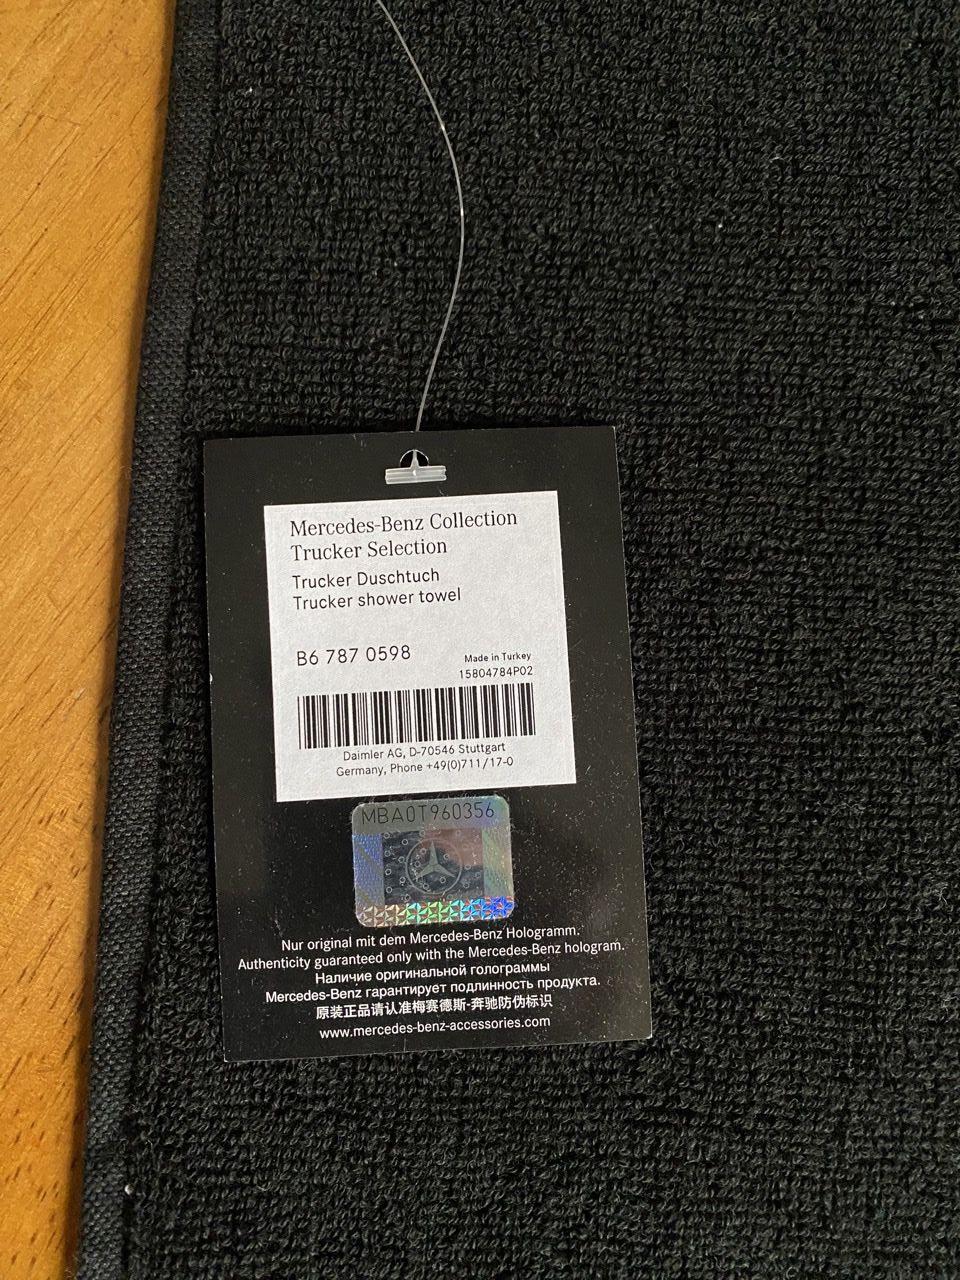 Mercedes-Benz Collection
Trucker Selection
Trucker Duschtuch
Trucker shower towel
B6 787 0598
Made in Turkey
15804784P02
Daimler AG, D-70546 Stuttgart
Germany, Phone +49(0)711/17-0
MBA0T960356
Nur original mit dem Mercedes-Benz Hologramm.
Authenticity guaranteed only with the Mercedes-Benz hologram.
Наличие оригинальной голограммы
Mercedes-Benz гарантирует подлинность продукта.
原装正品请认准梅赛德斯-奔驰防伪标识
www.mercedes-benz-accessories.com